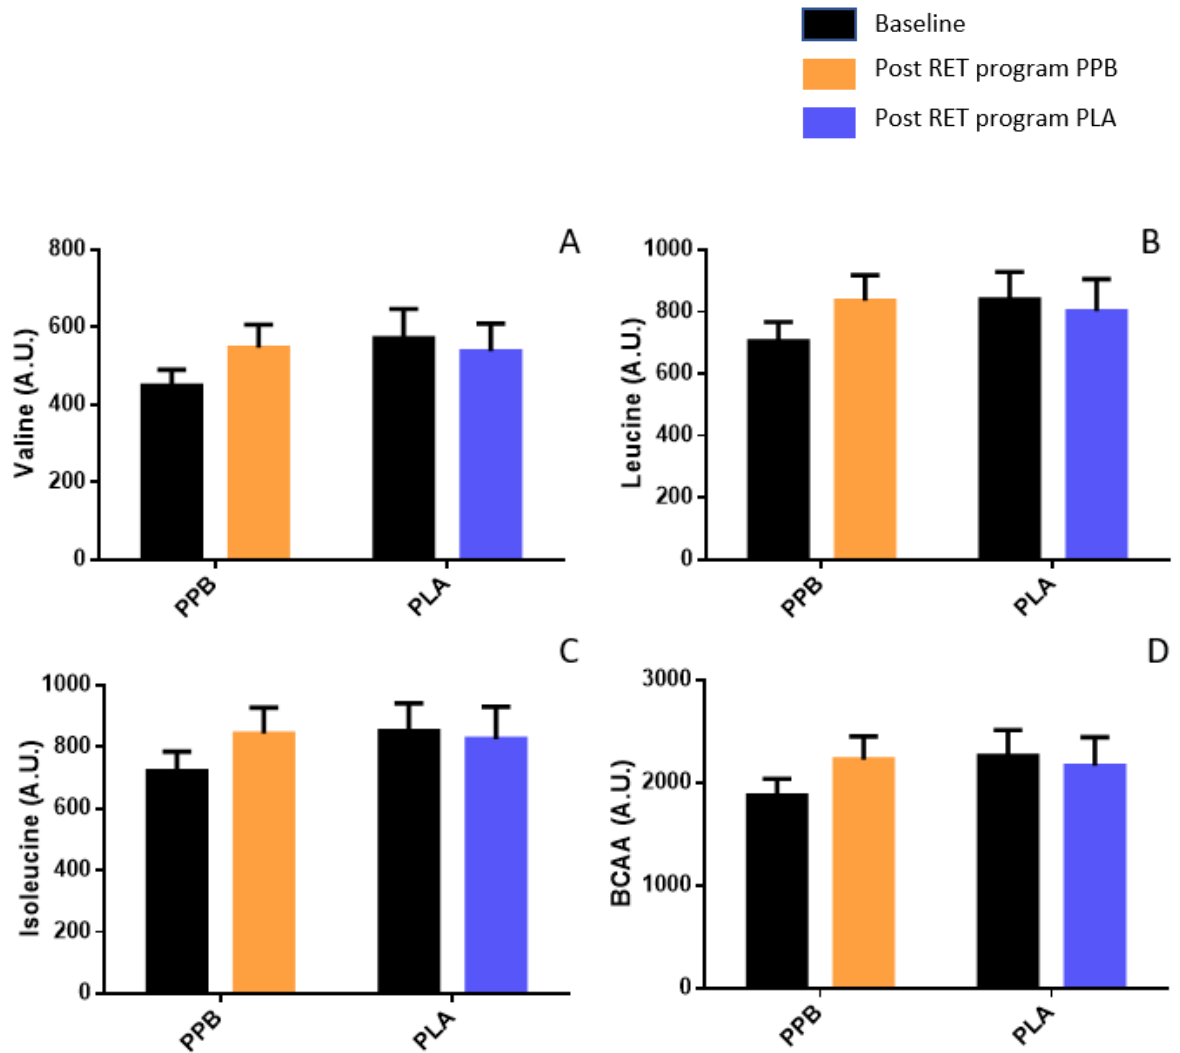 Baseline
Post RET program PPB
Post RET program PLA
A
800
600
400
200
0
Valine (A.U.)
PPB
PLA
B
1000
800
600
400
200
0
Leucine (A.U.)
PPB
PLA
C
1000
800
600
400
200
0
Isoleucine (A.U.)
PPB
PLA
D
3000
2000
1000
0
BCAA (A.U.)
PPB
PLA